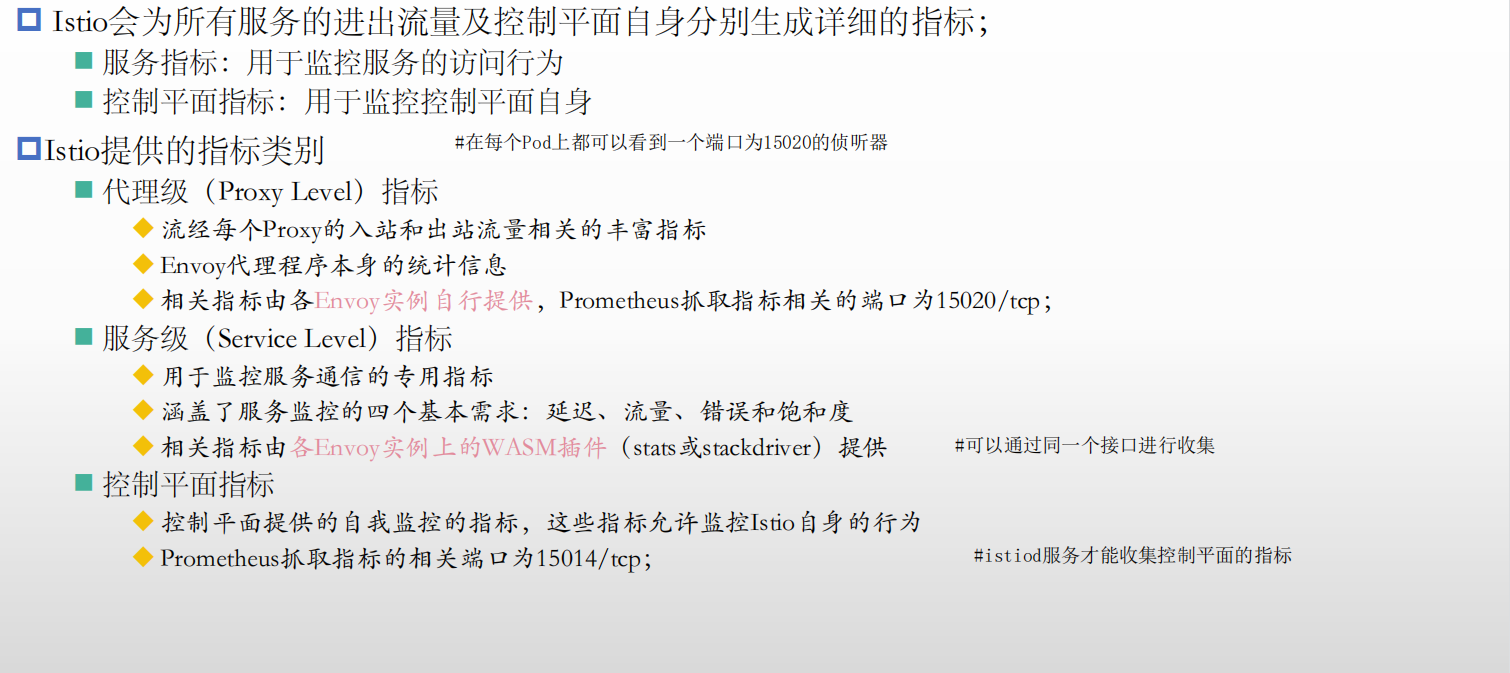 Istio会为所有服务的进出流量及控制平面自身分别生成详细的指标；
服务指标：用于监控服务的访问行为
控制平面指标：用于监控控制平面自身
Istio提供的指标类别 #在每个Pod上都可以看到一个端口为15020的侦听器
代理级（Proxy Level）指标
流经每个Proxy的入站和出站流量相关的丰富指标
Envoy代理程序本身的统计信息
相关指标由各Envoy实例自行提供，Prometheus抓取指标相关的端口为15020/tcp；
服务级（Service Level）指标
用于监控服务通信的专用指标
涵盖了服务监控的四个基本需求：延迟、流量、错误和饱和度
相关指标由各Envoy实例上的WASM插件（stats或stackdriver）提供 #可以通过同一个接口进行收集
控制平面指标
控制平面提供的自我监控的指标，这些指标允许监控Istio自身的行为
Prometheus抓取指标的相关端口为15014/tcp； #istiod服务才能收集控制平面的指标